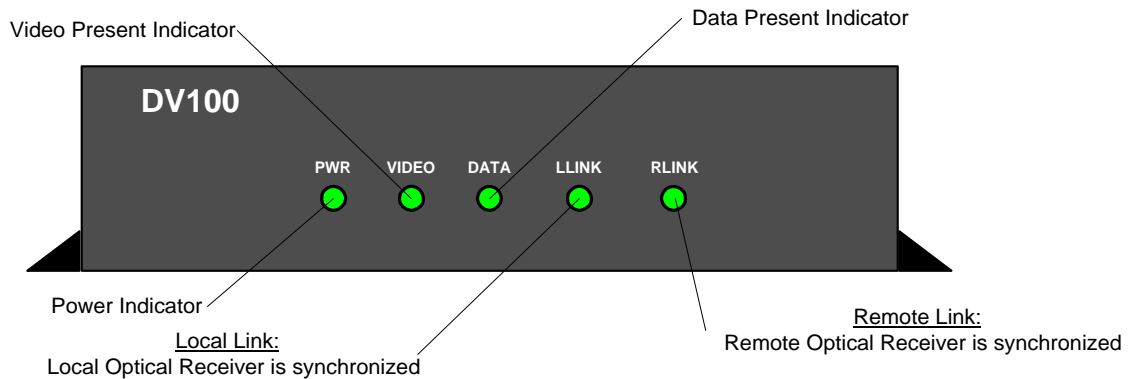 Video Present Indicator
Data Present Indicator
DV100
PWR VIDEO DATA LLINK RLINK
Power Indicator
Local Link:
Local Optical Receiver is synchronized
Remote Link:
Remote Optical Receiver is synchronized